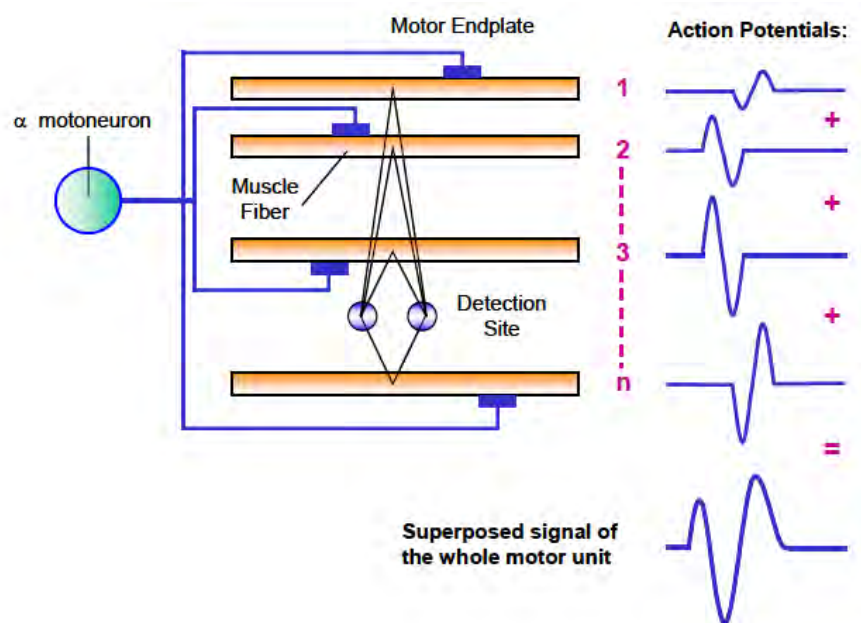 Motor Endplate
Action Potentials:
α motoneuron
1
+
2
Muscle
Fiber
+
3
Detection
Site
+
n
=
Superposed signal of
the whole motor unit